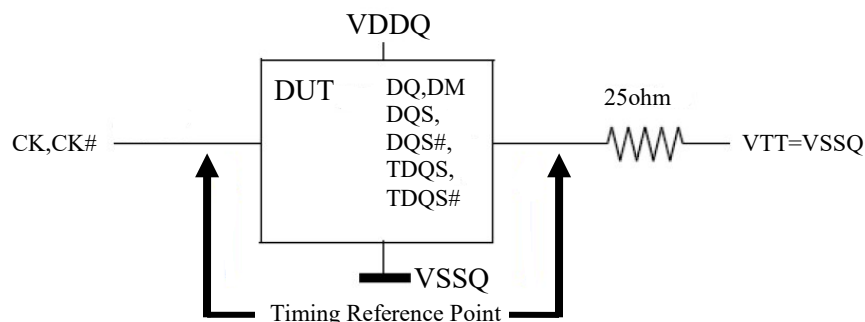 VDDQ
DUT
DQ,DM
DQS,
DQS#,
TDQS,
TDQS#
25ohm
CK,CK#
VTT=VSSQ
VSSQ
Timing Reference Point